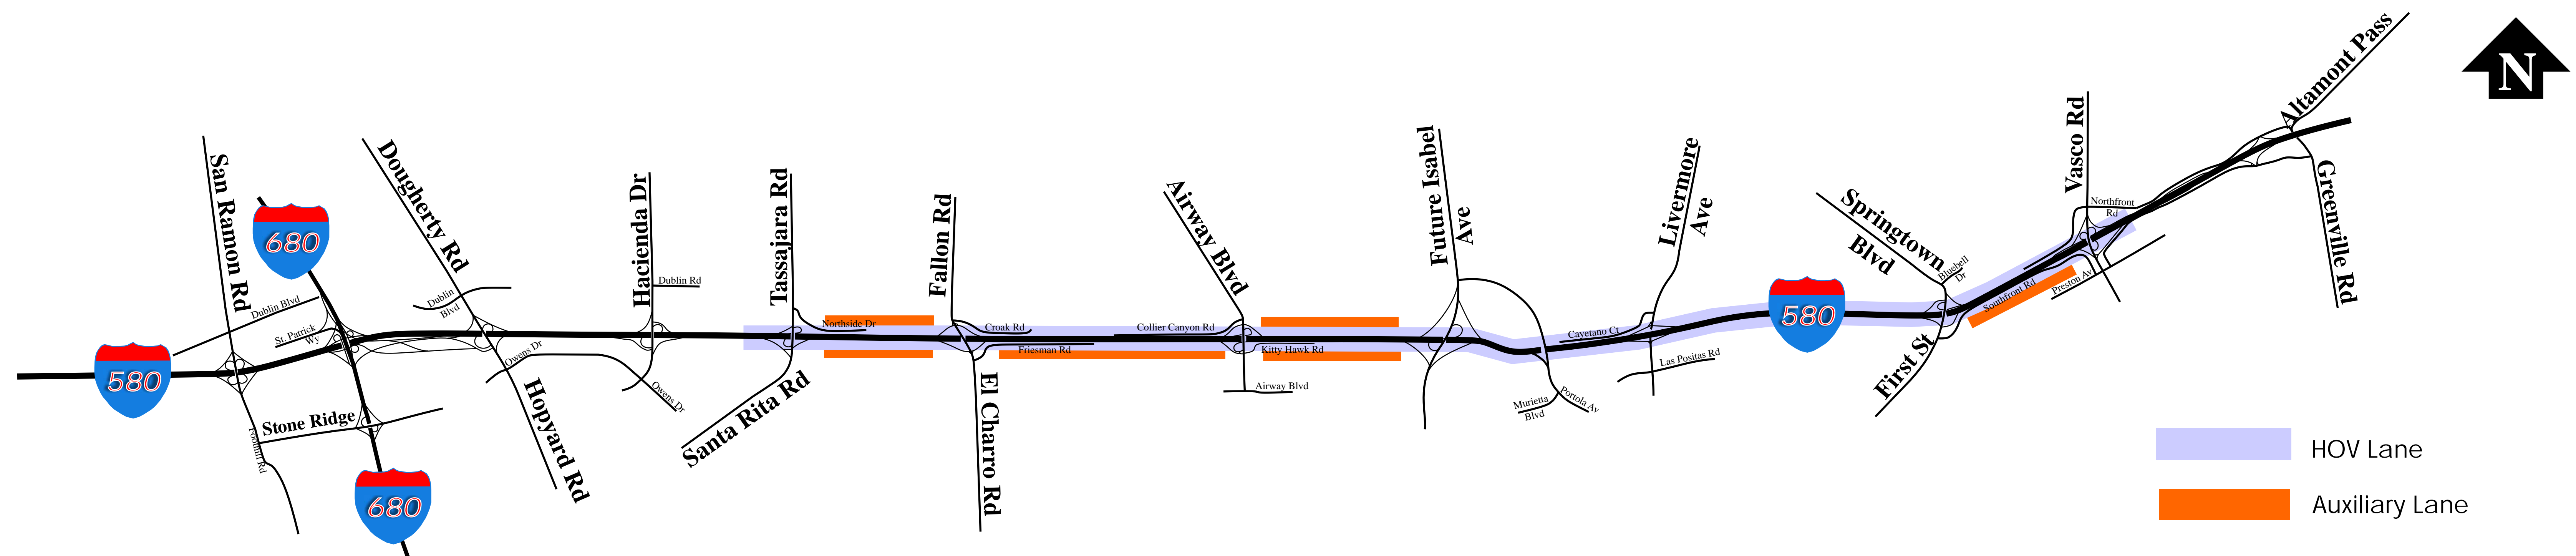 Altamont Pass
N
Vasco Rd
Northfront
Rd
Greenville Rd
Preston Av
Southfront Rd
Springtown
Blvd
Bluebell
Dr
First St
580
Livermore
Ave
Cayetano Ct
Las Positas Rd
Portola Av
Murietta
Blvd
Future Isabel
Ave
Airway Blvd
Collier Canyon Rd
Kitty Hawk Rd
Airway Blvd
Fallon Rd
Croak Rd
Friesman Rd
El Charro Rd
Tassajara Rd
Northside Dr
Santa Rita Rd
Hacienda Dr
Dublin Rd
Owens Dr
Dougherty Rd
Dublin
Blvd
Owens Dr
Hopyard Rd
680
San Ramon Rd
Dublin Blvd
St. Patrick
Wy
580
Stone Ridge
Foothill Rd
680
HOV Lane
Auxiliary Lane